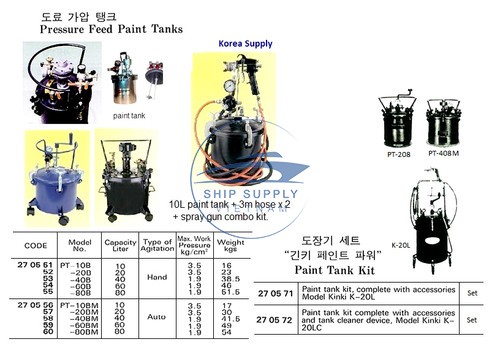 도료 가압 탱크
Pressure Feed Paint Tanks
Korea Supply
paint tank
PT-20B
PT-40BM
SHIP SUPPLY
VIETNAM
10L paint tank + 3m hose x 2
+ spray gun combo kit.
K-20L
도장기 세트
“긴키 페인트 파워”
Paint Tank Kit
CODE Model No. Capacity Liter Type of Agitation Max. Work Pressure kg/cm² Weight kgs
27 05 51 PT-10B 10 Hand 3.5 16
52 -20B 20 3.5 23
53 -40B 40 1.9 38.5
54 -60B 60 1.9 46
55 -80B 80 1.9 51.5
27 05 56 PT-10BM 10 Auto 3.5 17
57 -20BM 20 3.5 30
58 -40BM 40 1.9 41.5
59 -60BM 60 1.9 49
60 -80BM 80 1.9 54
27 05 71 Paint tank kit, complete with accessories Model Kinki K-20L Set
27 05 72 Paint tank kit, complete with accessories and tank cleaner device, Model Kinki K-20LC Set